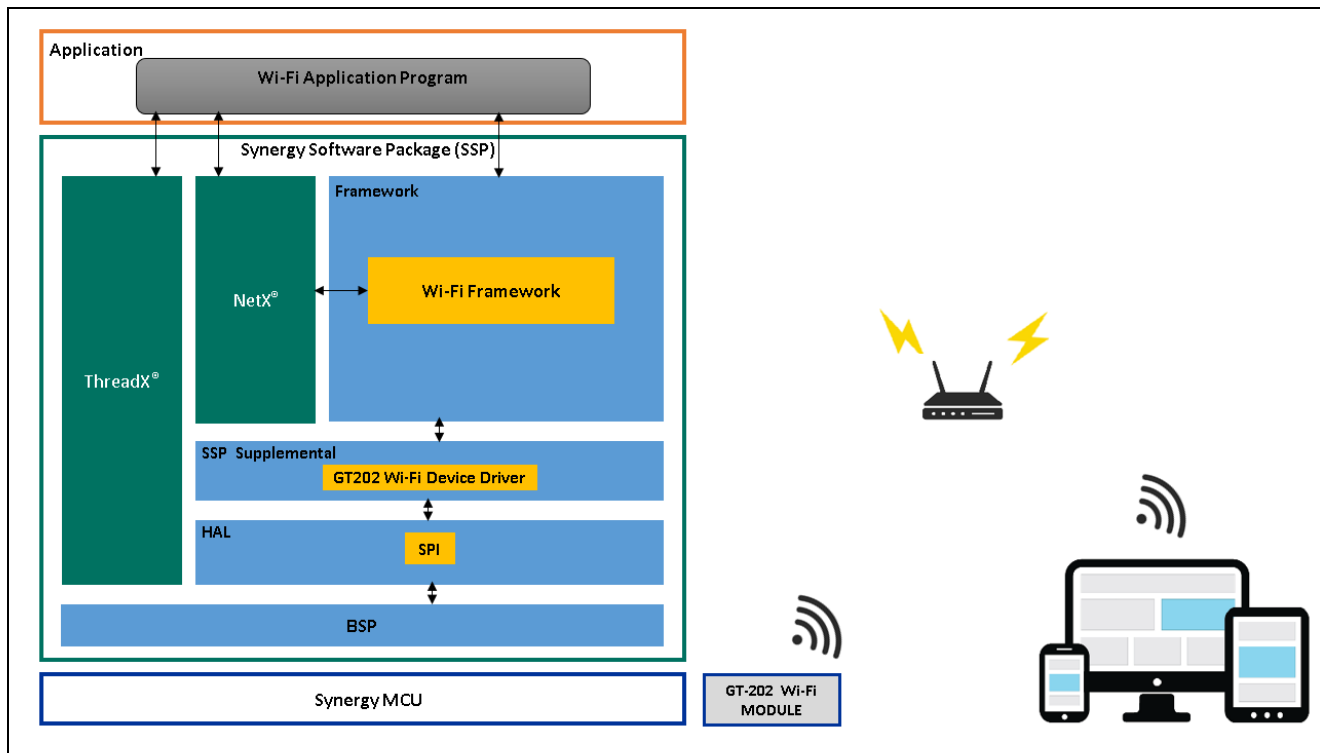 Application
Wi-Fi Application Program
Synergy Software Package (SSP)
Framework
Wi-Fi Framework
NetX®
ThreadX®
SSP Supplemental
GT202 Wi-Fi Device Driver
HAL
SPI
BSP
Synergy MCU
GT-202 Wi-Fi
MODULE